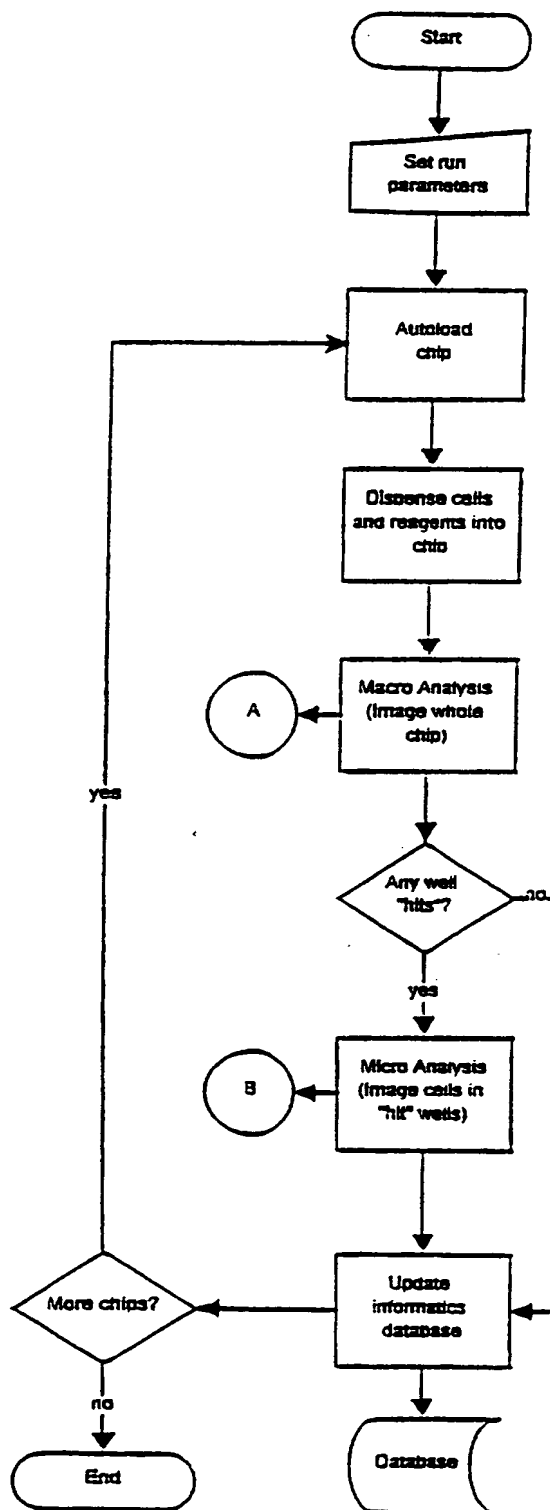 Start
Set run
parameters
Autoload
chip
Dispense cells
and reagents into
chip
Macro Analysis
(Image whole
chip)
A
yes
Any well
"hits"?
no
yes
Micro Analysis
(Image cells in
"hit" wells)
B
More chips?
Update
informatics
database
no
End
Database